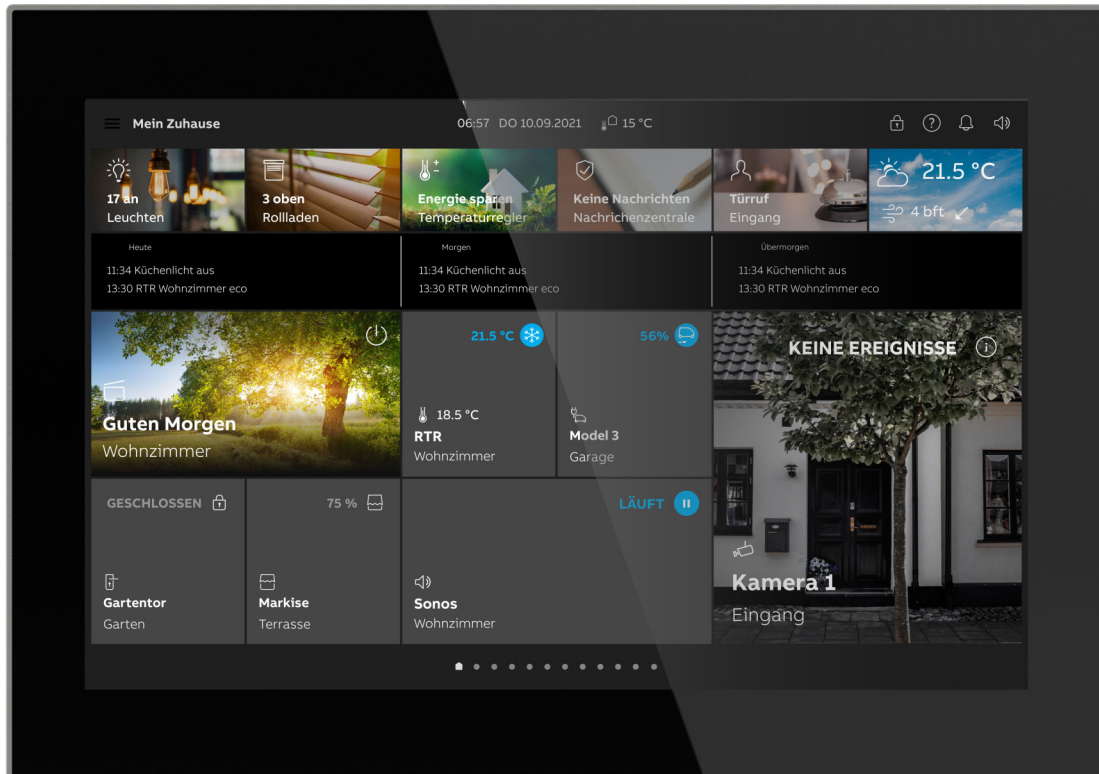 Mein Zuhause
06:57 DO 10.09.2021 15 °C
17 an
Leuchten
3 oben
Rollladen
Energie sparen
Temperaturregler
Keine Nachrichten
Nachrichtenzentrale
Türruf
Eingang
21.5 °C
4 bft
Heute
11:34 Küchenlicht aus
13:30 RTR Wohnzimmer eco
Morgen
11:34 Küchenlicht aus
13:30 RTR Wohnzimmer eco
Übermorgen
11:34 Küchenlicht aus
13:30 RTR Wohnzimmer eco
Guten Morgen
Wohnzimmer
21.5 °C
18.5 °C
RTR
Wohnzimmer
56%
Model 3
Garage
KEINE EREIGNISSE
Kamera 1
Eingang
GESCHLOSSEN
Gartentor
Garten
75 %
Markise
Terrasse
LÄUFT
Sonos
Wohnzimmer